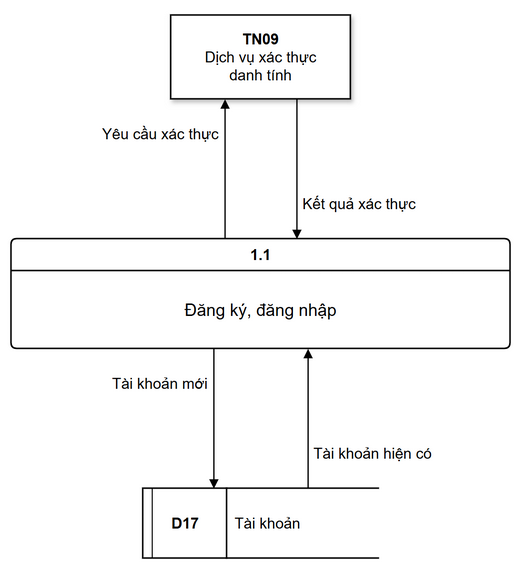 TN09
Dịch vụ xác thực
danh tính
Yêu cầu xác thực
Kết quả xác thực
1.1
Đăng ký, đăng nhập
Tài khoản mới
Tài khoản hiện có
D17
Tài khoản